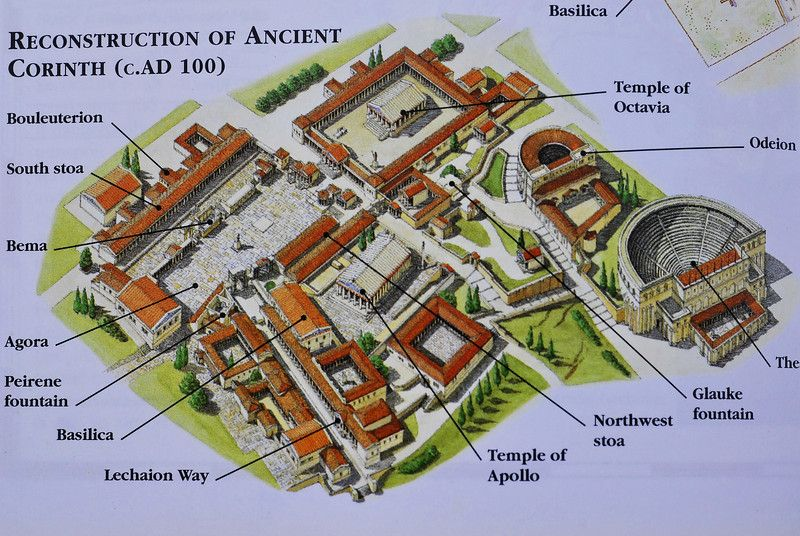 RECONSTRUCTION OF ANCIENT
CORINTH (c.AD 100)
Basilica
Bouleuterion
South stoa
Bema
Agora
Peirene
fountain
Basilica
Lechaion Way
Temple of
Octavia
Odeion
The
Glauke
fountain
Northwest
stoa
Temple of
Apollo